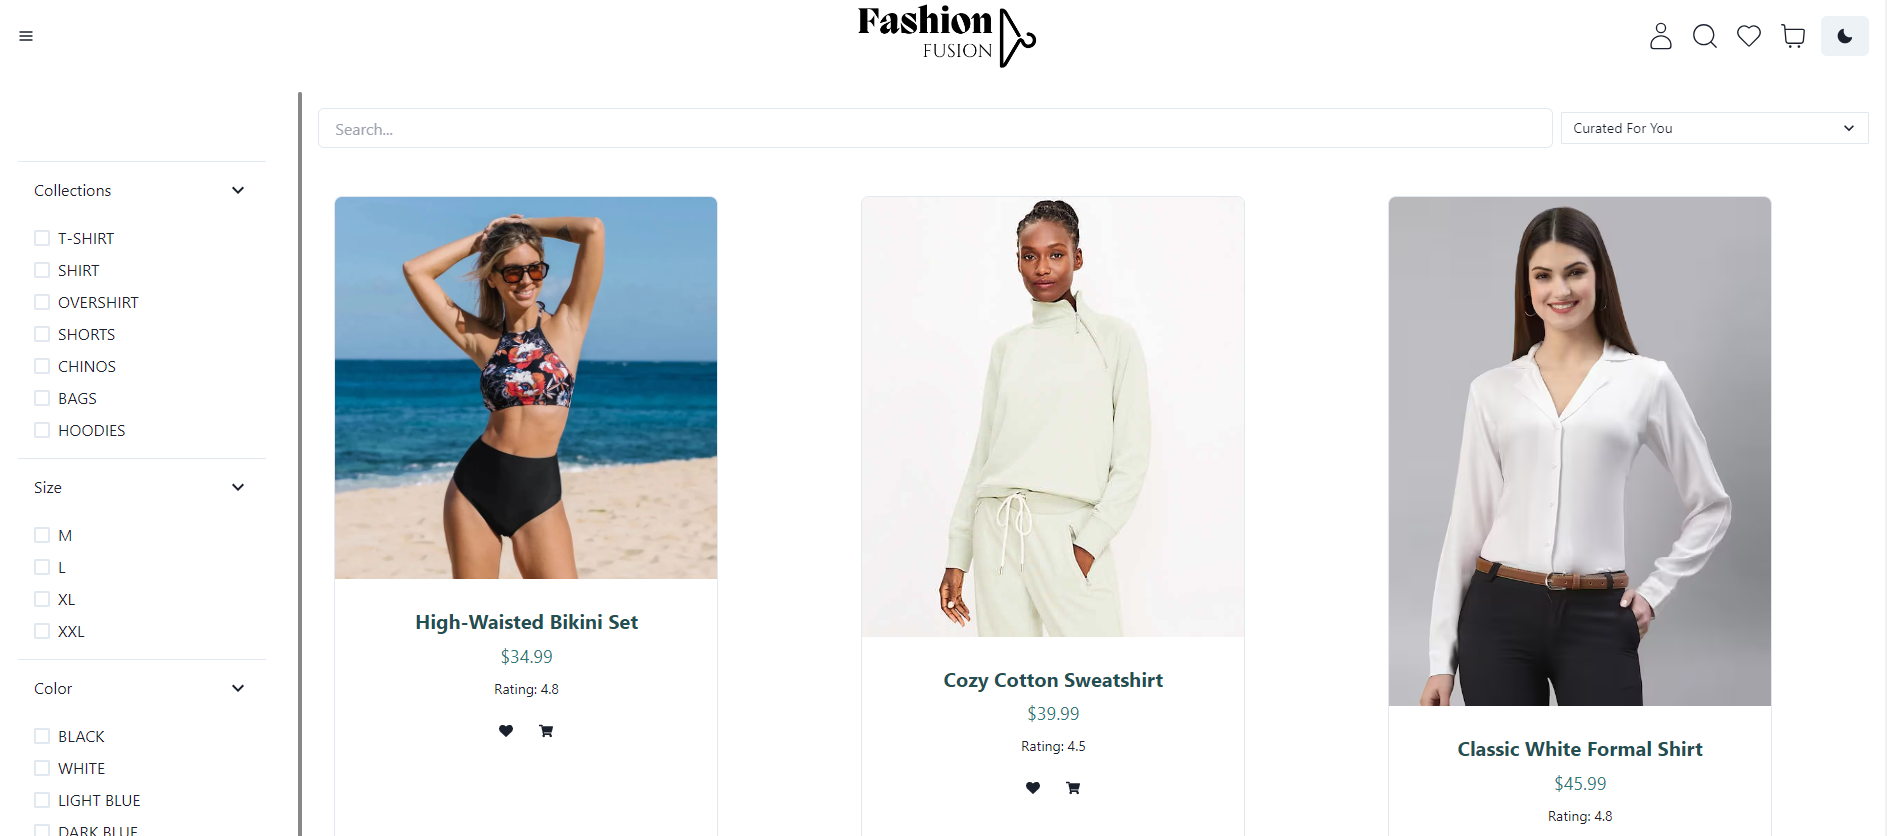 Fashion
FUSION
Search...
Curated For You
Collections
T-SHIRT
SHIRT
OVERSHIRT
SHORTS
CHINOS
BAGS
HOODIES
Size
M
L
XL
XXL
Color
BLACK
WHITE
LIGHT BLUE
DARK BLUE
High-Waisted Bikini Set
$34.99
Rating: 4.8
Cozy Cotton Sweatshirt
$39.99
Rating: 4.5
Classic White Formal Shirt
$45.99
Rating: 4.8